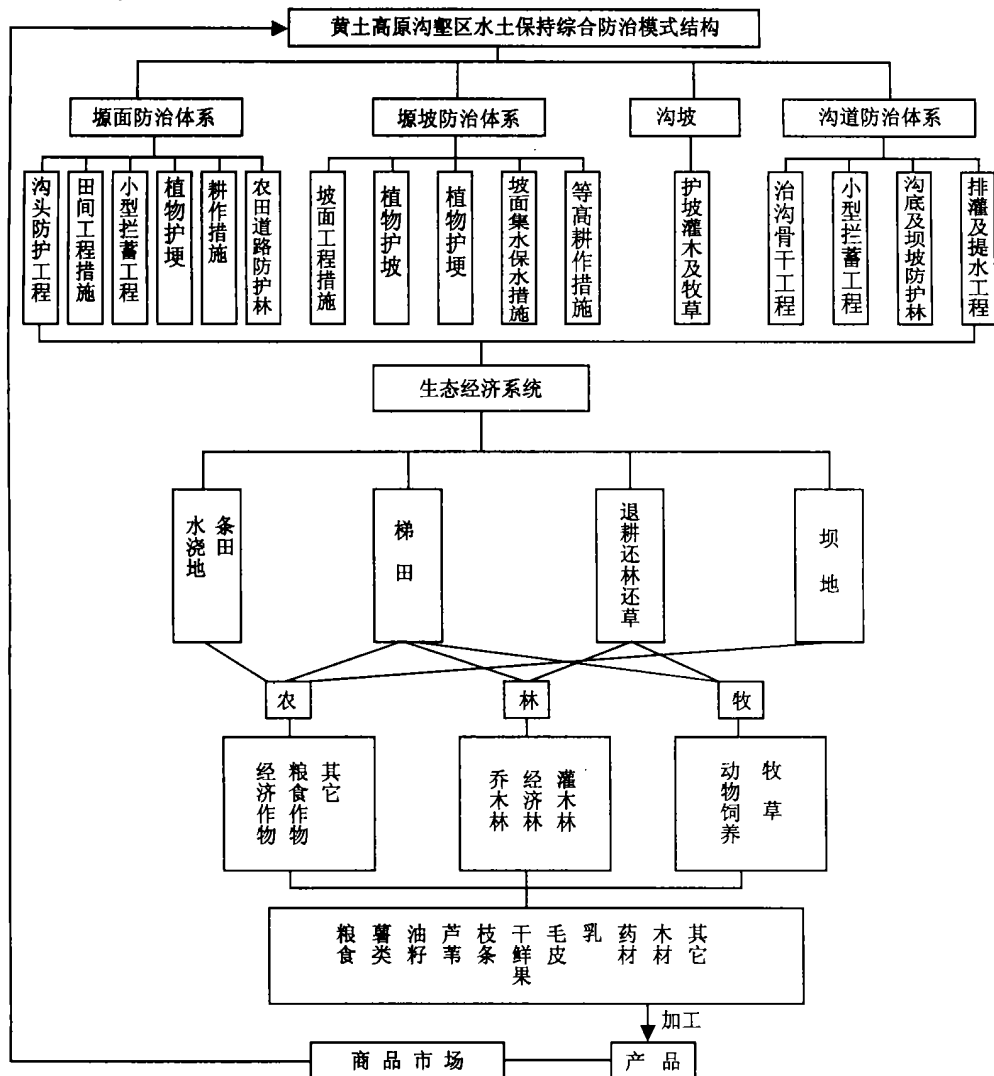 黄土高原沟壑区水土保持综合防治模式结构
塬面防治体系
塬坡防治体系
沟坡
沟道防治体系
沟头防护工程
田间工程措施
小型拦蓄工程
植物护埂
耕作措施
农田道路防护林
坡面工程措施
植物护坡
植物护埂
坡面集水保水措施
等高耕作措施
护坡灌木及牧草
治沟骨干工程
小型拦蓄工程
沟底及坝坡防护林
排灌及提水工程
生态经济系统
条田
水浇地
梯田
退耕还林还草
坝地
农
林
牧
其它
粮食作物
经济作物
灌木林
经济林
乔木林
牧草
动物饲养
粮食
薯类
油籽
芦苇
枝条
干鲜果
毛皮
乳
药材
木材
其它
加工
商品市场
产品